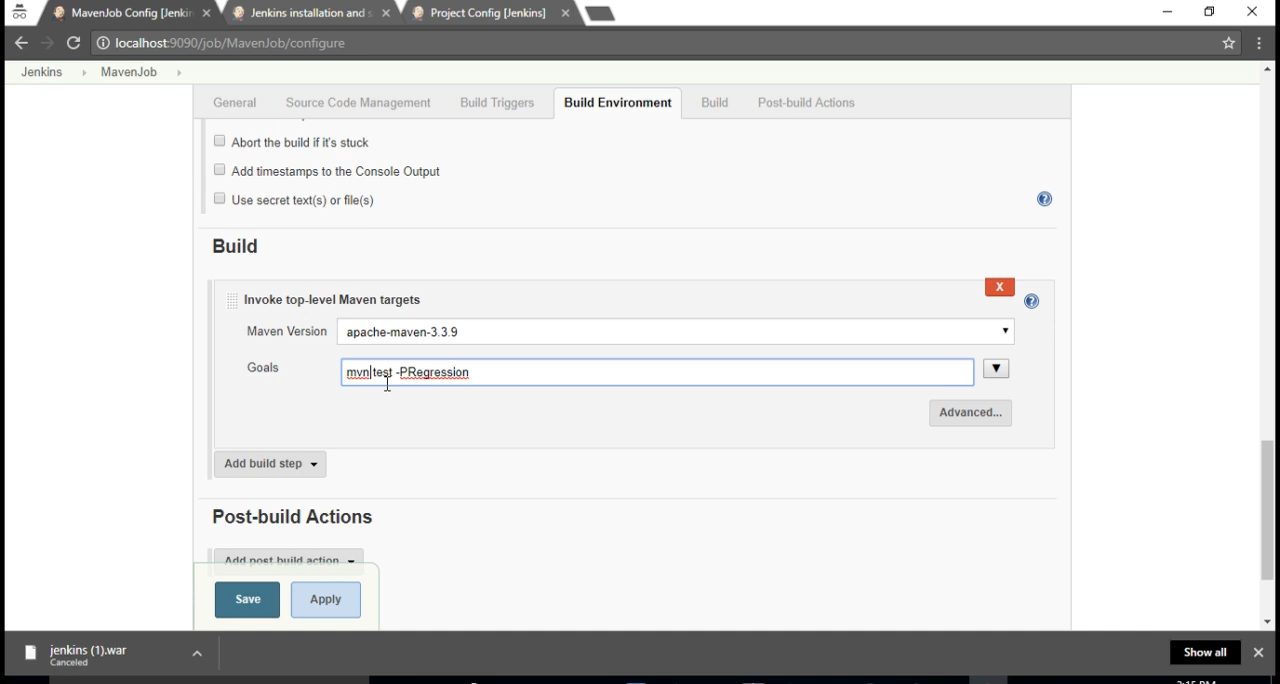 MavenJob Config [Jenkin
Jenkins installation and s
Project Config [Jenkins]
localhost:9090/job/MavenJob/configure
Jenkins
MavenJob
General
Source Code Management
Build Triggers
Build Environment
Build
Post-build Actions
Abort the build if it's stuck
Add timestamps to the Console Output
Use secret text(s) or file(s)
Build
Invoke top-level Maven targets
X
Maven Version
apache-maven-3.3.9
Goals
mvn test -PRegression
Advanced...
Add build step
Post-build Actions
Add post-build action
Save
Apply
jenkins (1).war
Canceled
Show all
3:15 PM